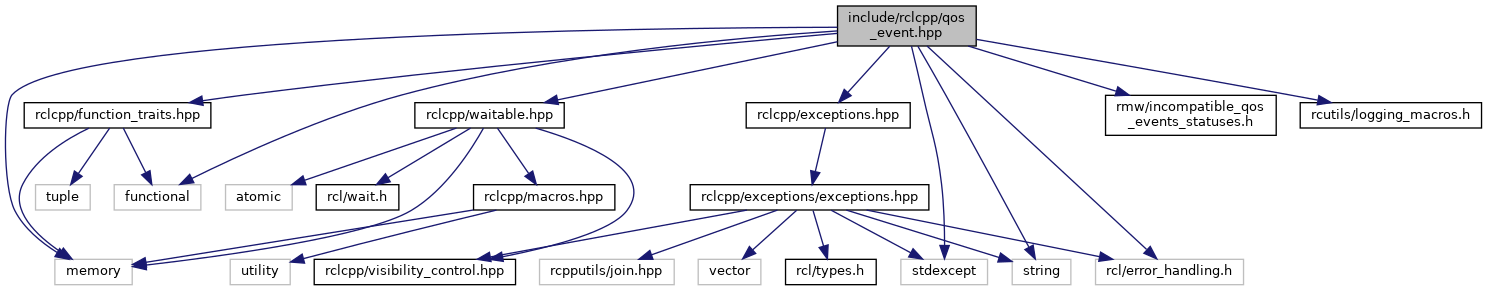 include/rclcpp/qos
_event.hpp
rclcpp/function_traits.hpp
rclcpp/waitable.hpp
rclcpp/exceptions.hpp
rmw/incompatible_qos
_events_statuses.h
rcutils/logging_macros.h
tuple
functional
atomic
rcl/wait.h
rclcpp/macros.hpp
rclcpp/exceptions/exceptions.hpp
memory
utility
rclcpp/visibility_control.hpp
rcpputils/join.hpp
vector
rcl/types.h
stdexcept
string
rcl/error_handling.h